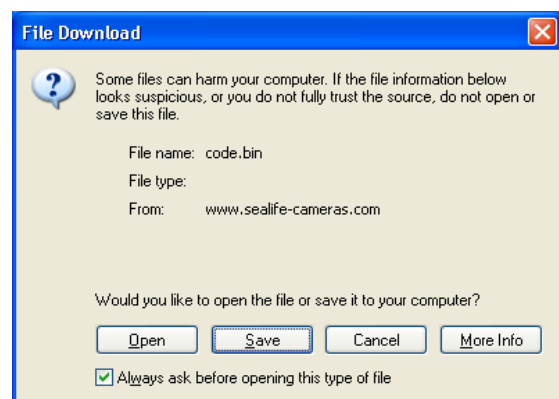 File Download
Some files can harm your computer. If the file information below
looks suspicious, or you do not fully trust the source, do not open or
save this file.
File name: code.bin
File type:
From: www.sealife-cameras.com
Would you like to open the file or save it to your computer?
Open Save Cancel More Info
Always ask before opening this type of file